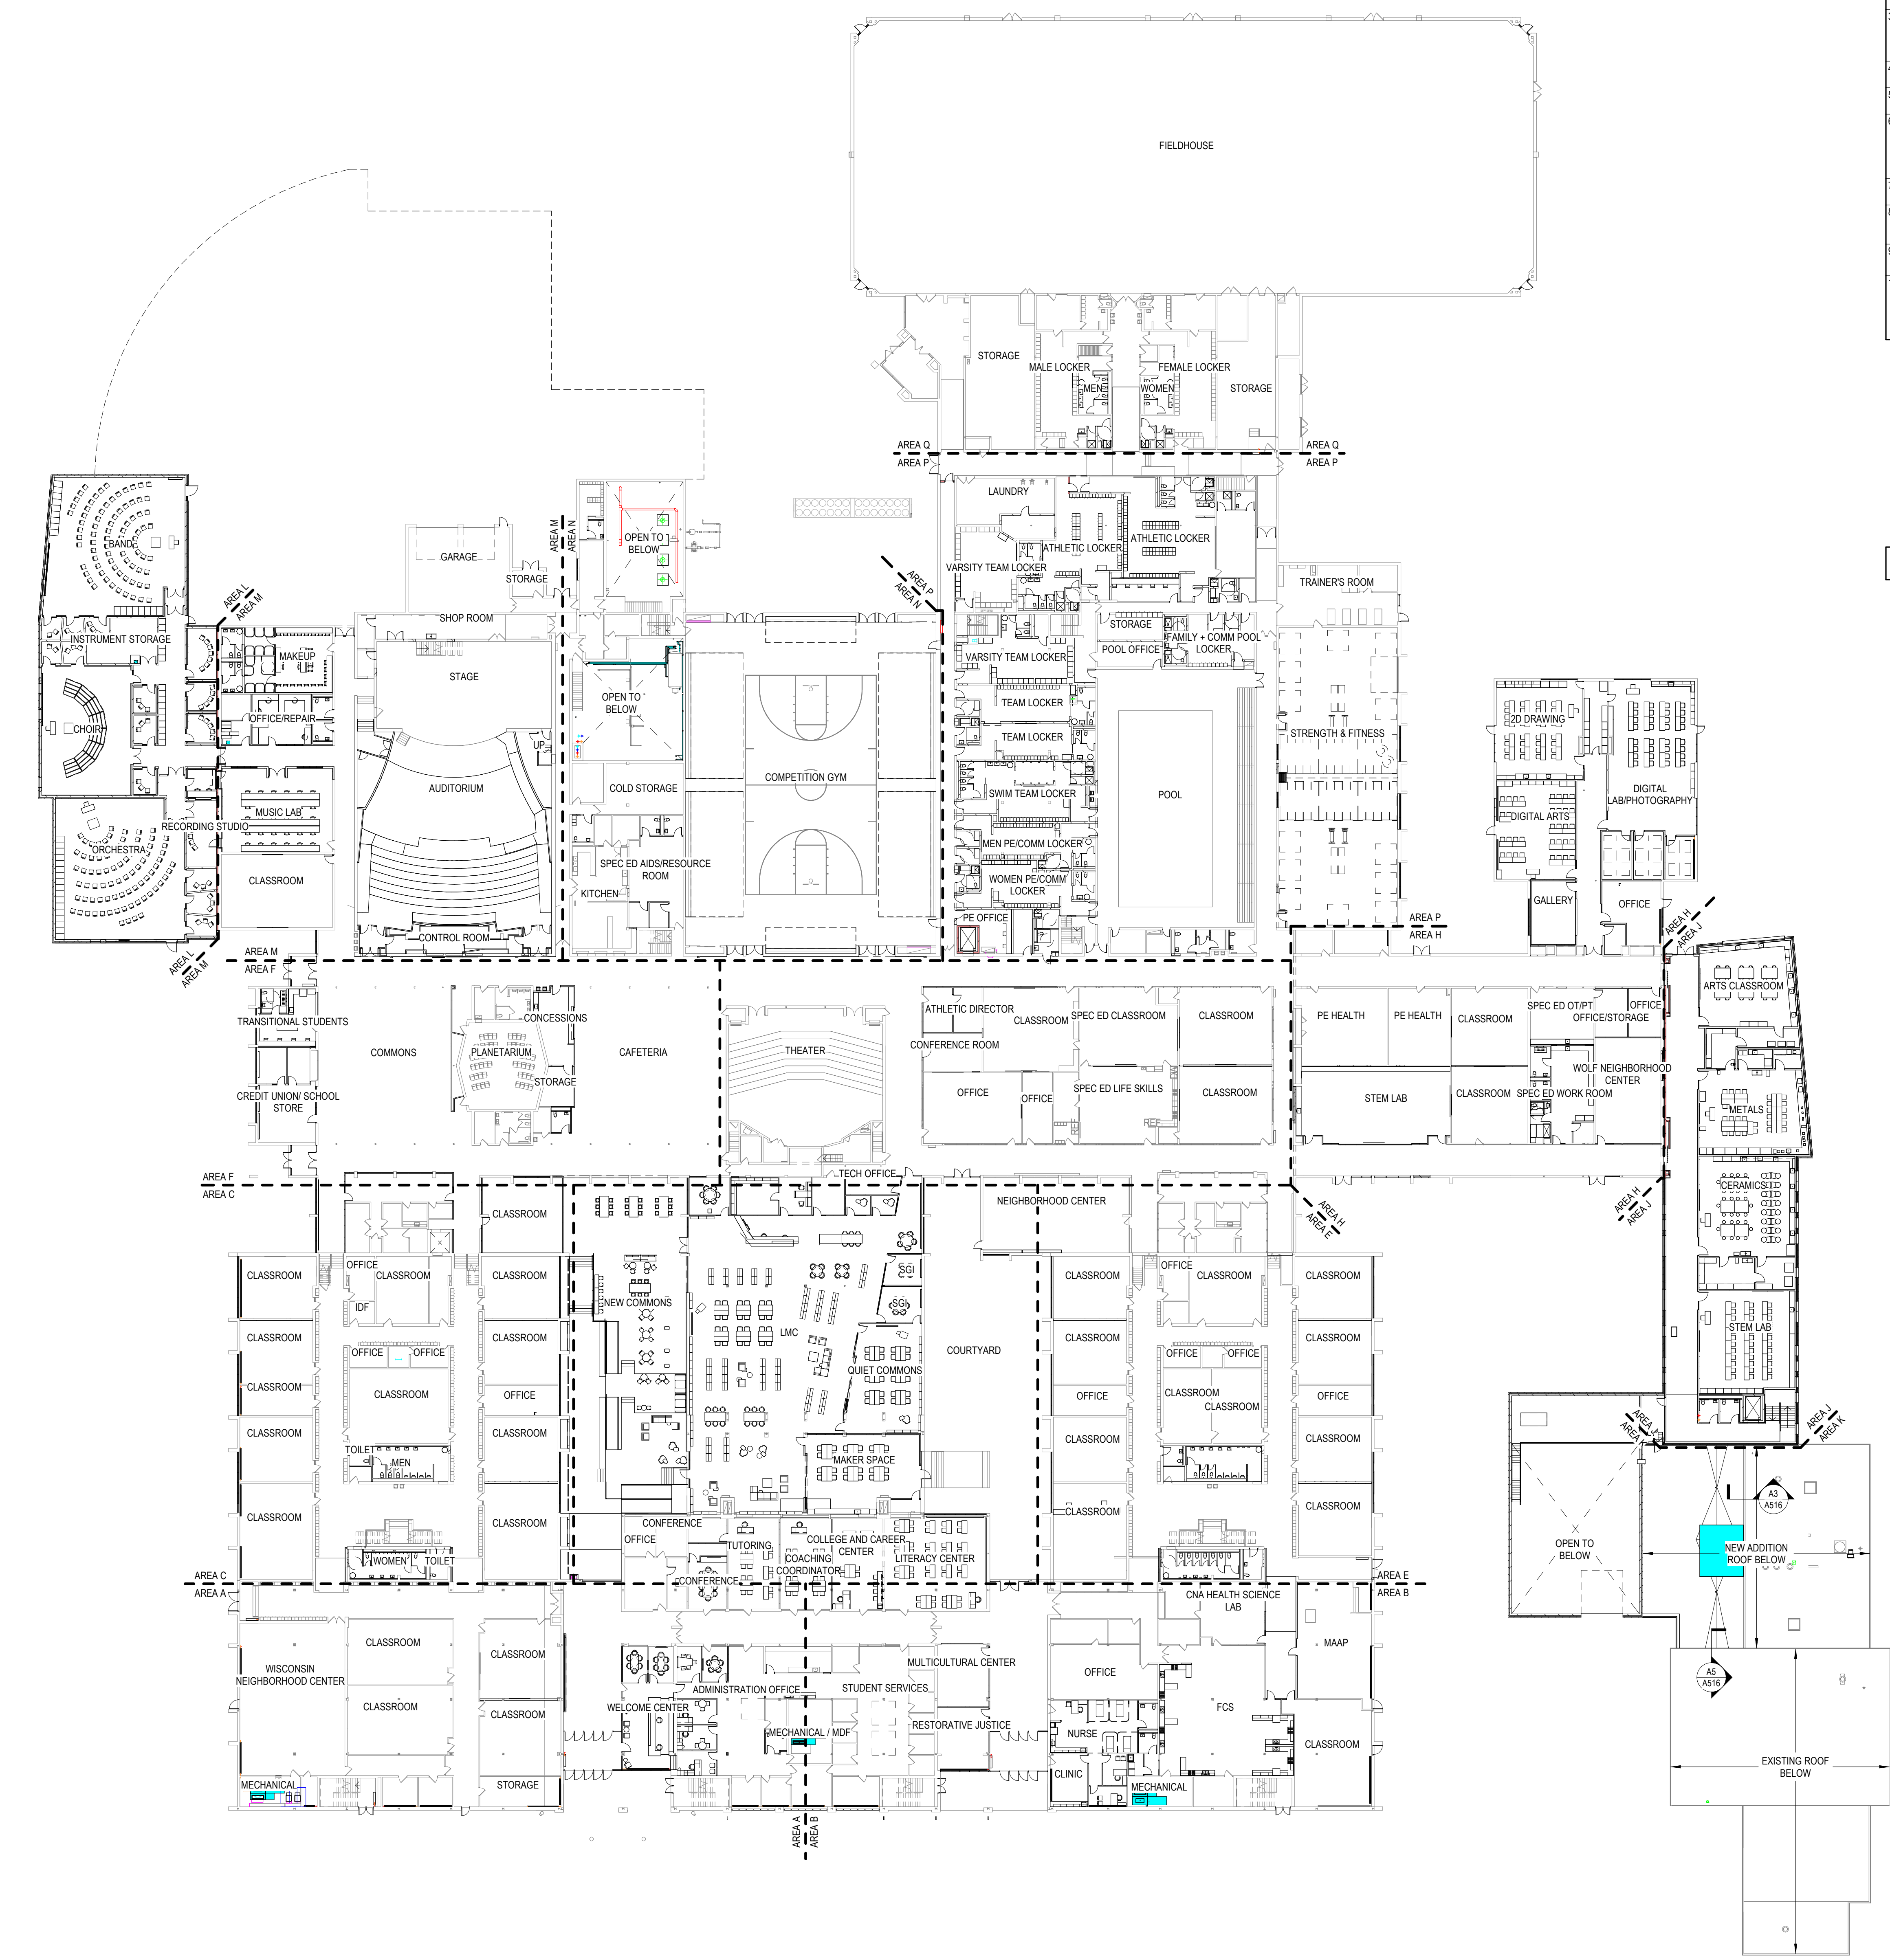 FIELDHOUSE
STORAGE
MALE LOCKER
FEMALE LOCKER
MEN
WOMEN
STORAGE
AREA Q
AREA Q
AREA P
AREA P
LAUNDRY
BAND
GARAGE
STORAGE
AREA M
AREA N
OPEN TO
BELOW
ATHLETIC LOCKER
ATHLETIC LOCKER
VARSITY TEAM LOCKER
TRAINER'S ROOM
AREA L
AREA M
AREA P
AREA N
SHOP ROOM
STORAGE
INSTRUMENT STORAGE
FAMILY + COMM POOL
LOCKER
POOL OFFICE
MAKEUP
VARSITY TEAM LOCKER
STAGE
OPEN TO
BELOW
TEAM LOCKER
OFFICE/REPAIR
2D DRAWING
CHOIR
TEAM LOCKER
STRENGTH & FITNESS
UP
COMPETITION GYM
AUDITORIUM
COLD STORAGE
SWIM TEAM LOCKER
POOL
DIGITAL
LAB/PHOTOGRAPHY
MUSIC LAB
DIGITAL ARTS
RECORDING STUDIO
ORCHESTRA
MEN PE/COMM LOCKER
SPEC ED AIDS/RESOURCE
ROOM
CLASSROOM
WOMEN PE/COMM
LOCKER
KITCHEN
GALLERY
OFFICE
PE OFFICE
CONTROL ROOM
AREA P
AREA H
AREA H
AREA J
AREA L
AREA M
AREA M
AREA F
ARTS CLASSROOM
TRANSITIONAL STUDENTS
CONCESSIONS
ATHLETIC DIRECTOR
CLASSROOM
SPEC ED CLASSROOM
CLASSROOM
PE HEALTH
PE HEALTH
CLASSROOM
SPEC ED OT/PT
OFFICE/STORAGE
OFFICE
CONFERENCE ROOM
COMMONS
PLANETARIUM
CAFETERIA
THEATER
STORAGE
WOLF NEIGHBORHOOD
CENTER
CREDIT UNION/ SCHOOL
STORE
OFFICE
OFFICE
SPEC ED LIFE SKILLS
CLASSROOM
STEM LAB
CLASSROOM
SPEC ED WORK ROOM
METALS
AREA F
AREA C
TECH OFFICE
NEIGHBORHOOD CENTER
CERAMICS
AREA H
AREA E
AREA H
AREA J
CLASSROOM
LMC
OFFICE
CLASSROOM
CLASSROOM
CLASSROOM
SGI
CLASSROOM
OFFICE
CLASSROOM
CLASSROOM
IDF
NEW COMMONS
SGI
STEM LAB
CLASSROOM
CLASSROOM
CLASSROOM
CLASSROOM
OFFICE
OFFICE
COURTYARD
OFFICE
OFFICE
QUIET COMMONS
CLASSROOM
CLASSROOM
OFFICE
OFFICE
CLASSROOM
CLASSROOM
OFFICE
AREA J
AREA K
AREA J
AREA K
CLASSROOM
CLASSROOM
CLASSROOM
CLASSROOM
TOILET
MEN
MAKER SPACE
A3
A516
CLASSROOM
CLASSROOM
CLASSROOM
CLASSROOM
CONFERENCE
OFFICE
TUTORING
COLLEGE AND CAREER
CENTER
COACHING
COORDINATOR
LITERACY CENTER
OPEN TO
BELOW
NEW ADDITION
ROOF BELOW
WOMEN
TOILET
CONFERENCE
AREA C
AREA A
AREA E
AREA B
CNA HEALTH SCIENCE
LAB
CLASSROOM
CLASSROOM
MAAP
WISCONSIN
NEIGHBORHOOD CENTER
MULTICULTURAL CENTER
OFFICE
A5
A516
ADMINISTRATION OFFICE
STUDENT SERVICES
CLASSROOM
CLASSROOM
WELCOME CENTER
FCS
RESTORATIVE JUSTICE
MECHANICAL / MDF
NURSE
CLASSROOM
EXISTING ROOF
BELOW
CLINIC
MECHANICAL
STORAGE
MECHANICAL
AREA A
AREA B